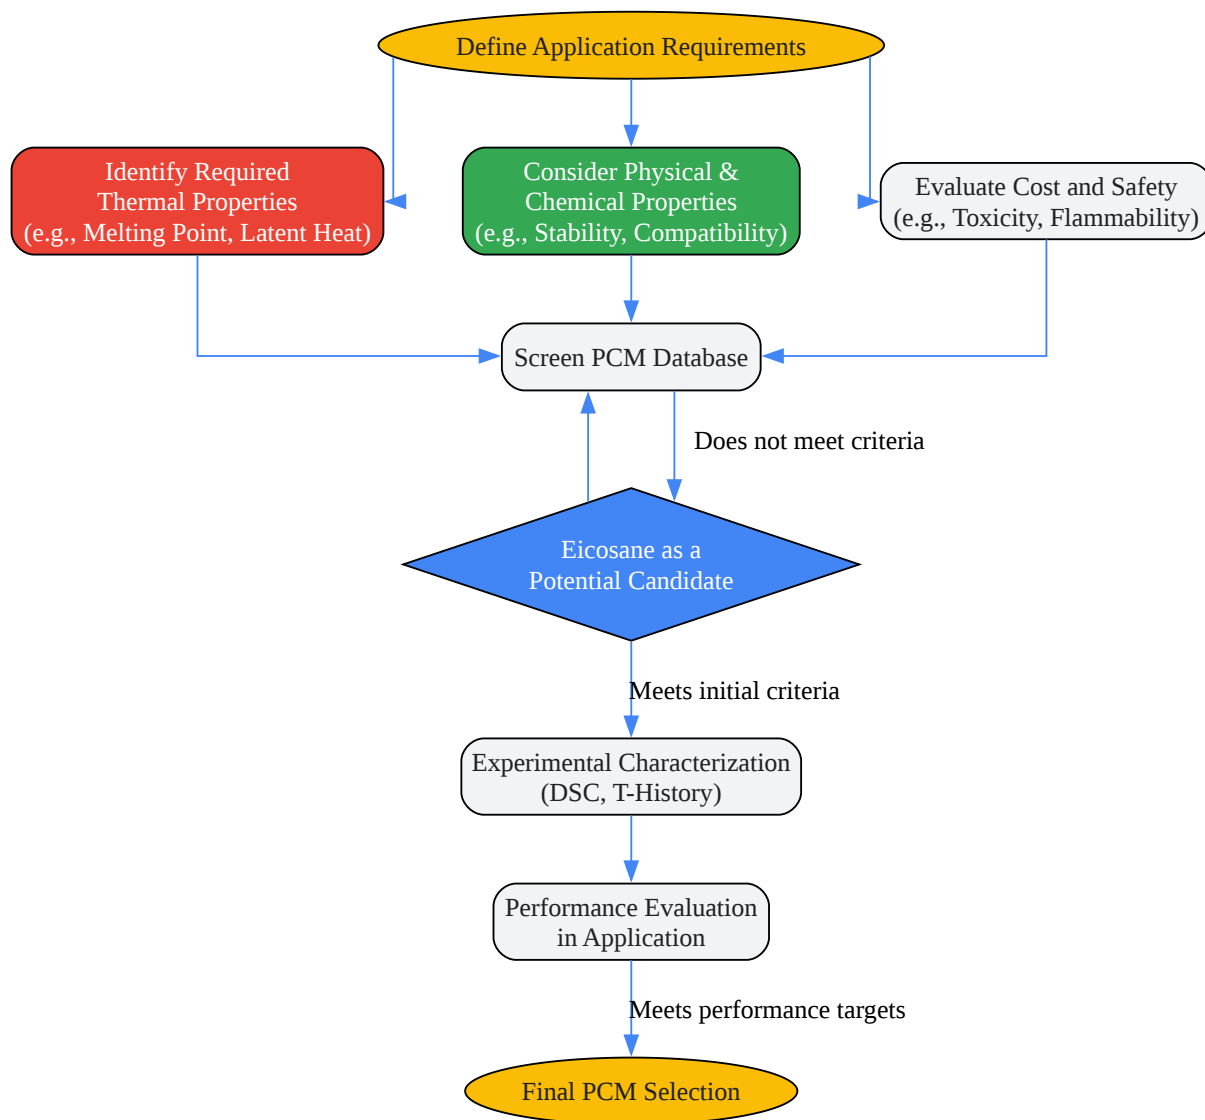 Define Application Requirements
Identify Required
Thermal Properties
(e.g., Melting Point, Latent Heat)
Consider Physical &
Chemical Properties
(e.g., Stability, Compatibility)
Evaluate Cost and Safety
(e.g., Toxicity, Flammability)
Screen PCM Database
Does not meet criteria
Eicosane as a
Potential Candidate
Meets initial criteria
Experimental Characterization
(DSC, T-History)
Performance Evaluation
in Application
Meets performance targets
Final PCM Selection